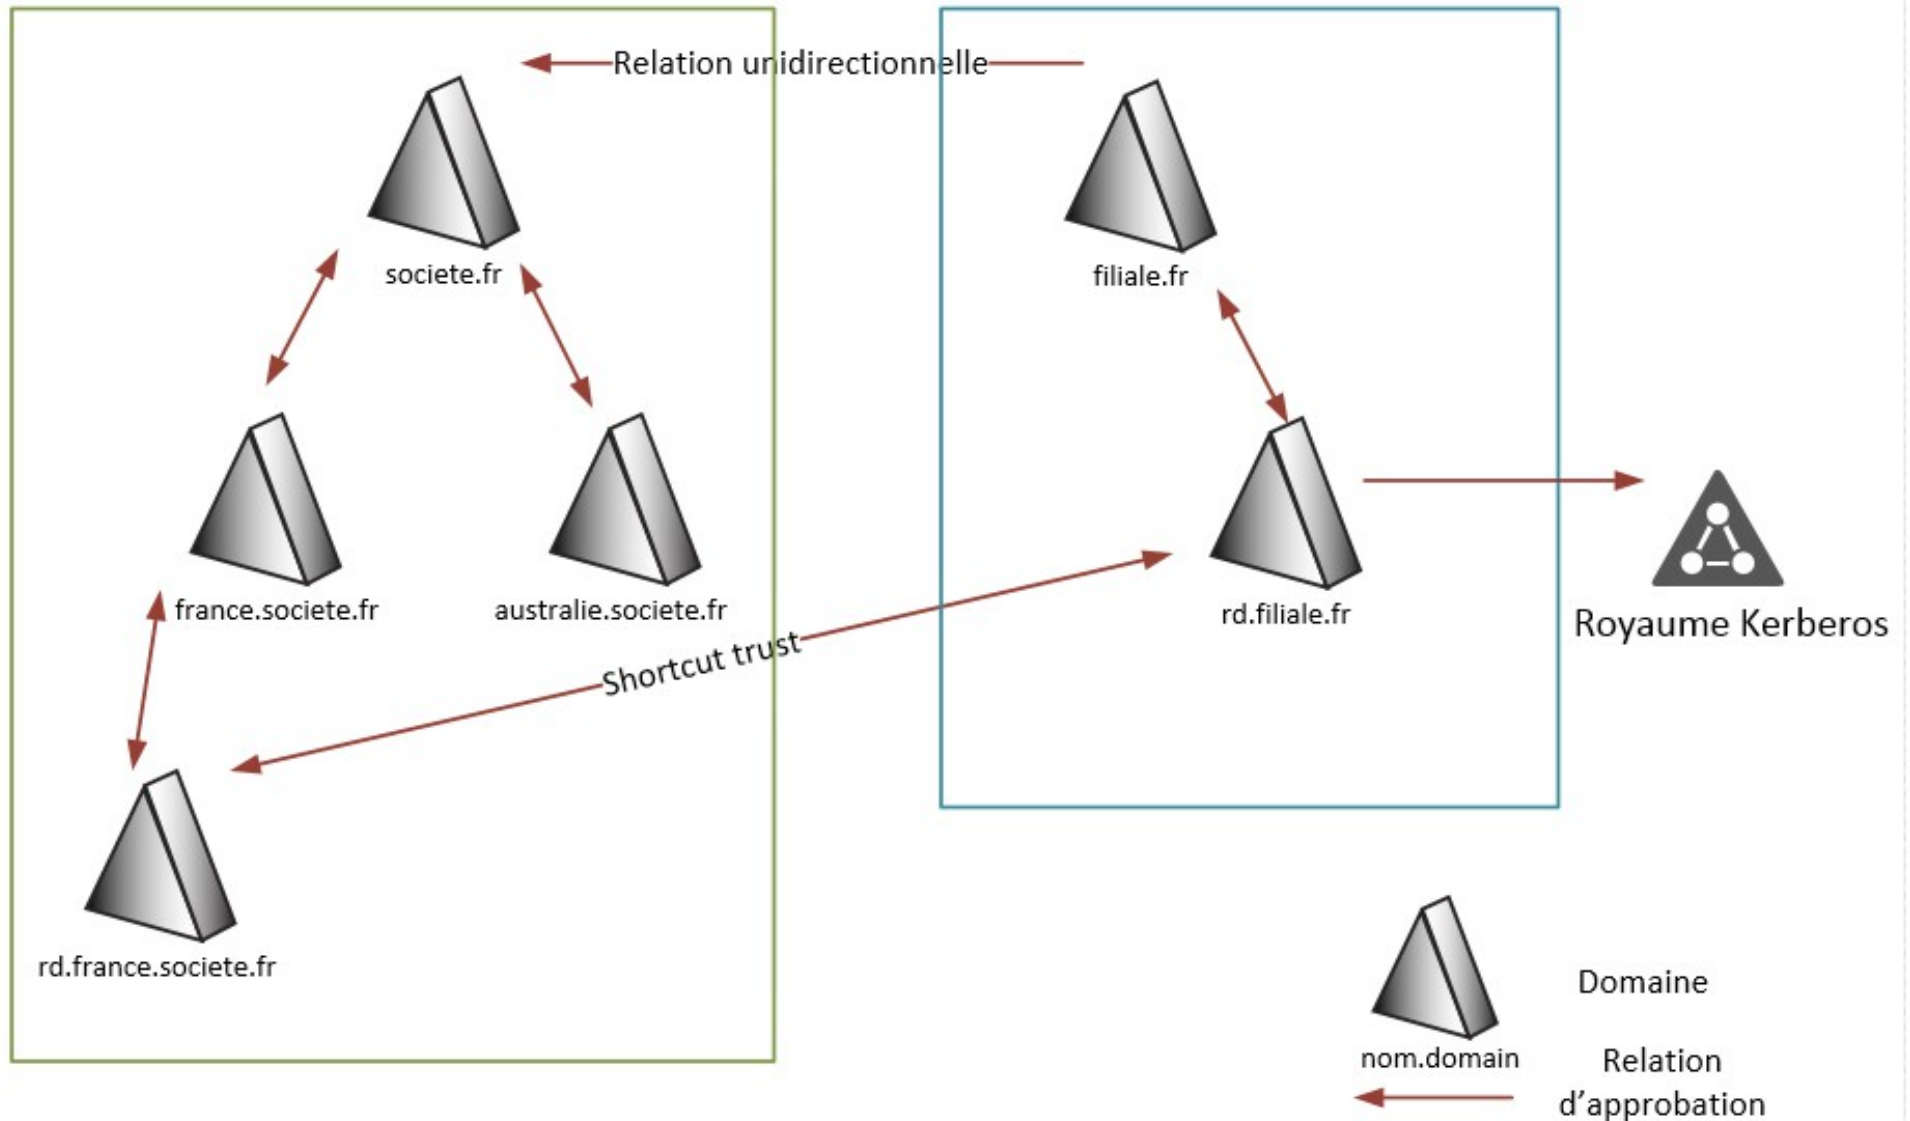 Relation unidirectionnelle
societe.fr
filiale.fr
france.societe.fr
australie.societe.fr
rd.filiale.fr
Royaume Kerberos
Shortcut trust
rd.france.societe.fr
Domaine
nom.domain
Relation
d’approbation